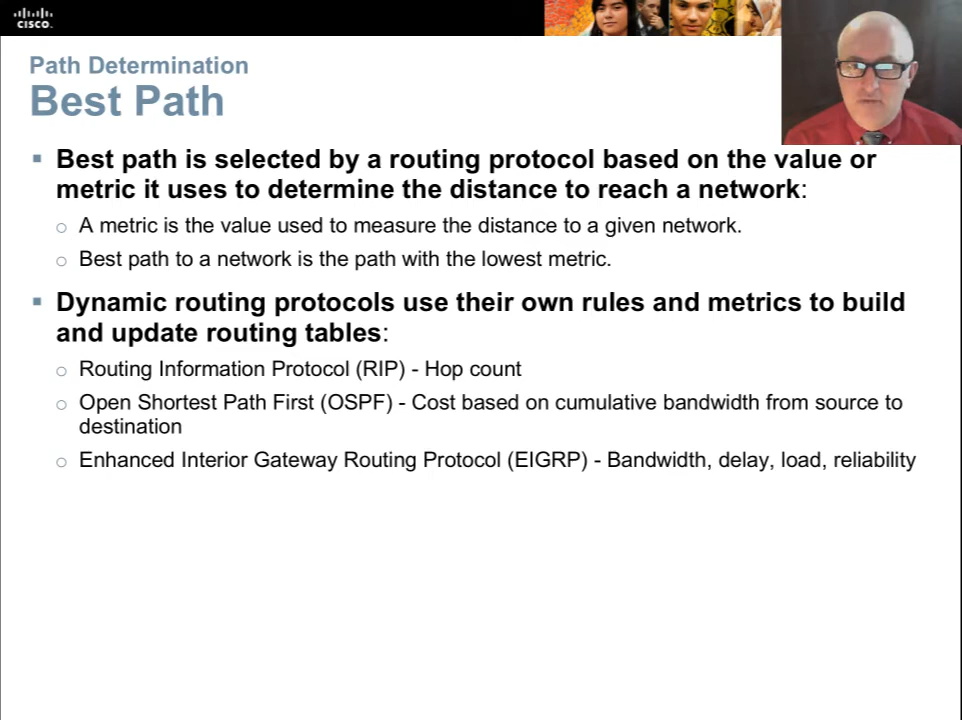 CISCO.
Path Determination
Best Path
Best path is selected by a routing protocol based on the value or
metric it uses to determine the distance to reach a network:
A metric is the value used to measure the distance to a given network.
Best path to a network is the path with the lowest metric.
Dynamic routing protocols use their own rules and metrics to build
and update routing tables:
Routing Information Protocol (RIP) - Hop count
Open Shortest Path First (OSPF) - Cost based on cumulative bandwidth from source to
destination
Enhanced Interior Gateway Routing Protocol (EIGRP) - Bandwidth, delay, load, reliability